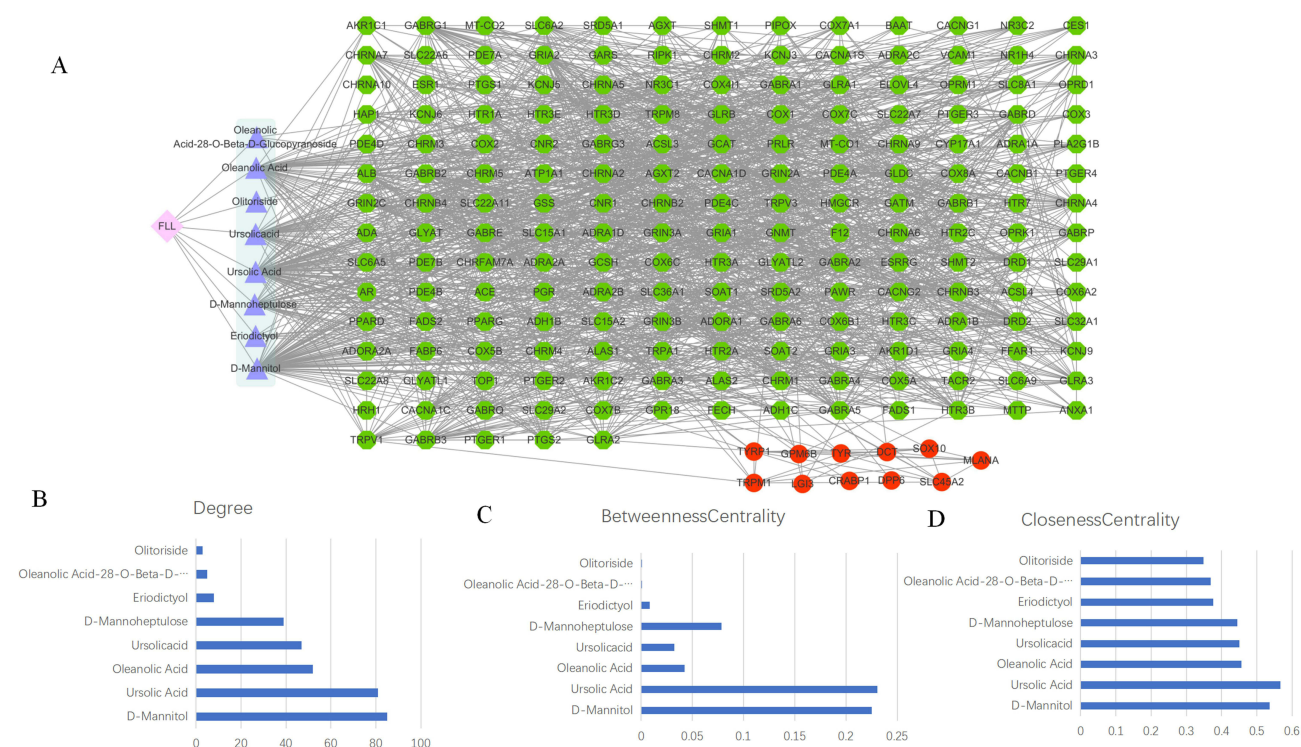 A
AKR1C1 GABRG1 MT-CO2 SLC6A2 SRD5A1 AGXT SHMT1 PIPOX COX7A1 BAAT CACNG1 NR3C2 CES1
CHRNA7 SLC22A6 PDE7A GRIA2 GARS RIPK1 CHRM2 KCNJ3 CACNA1S ADRA2C VCAM1 NR1H4 CHRNA3
CHRNA10 ESR1 PTGS1 KCNJ5 CHRNA5 NR3C1 COX4I1 GABRA1 GLRA1 ELOVL4 OPRM1 SLC8A1 OPRD1
HAP1 KCNJ6 HTR1A HTR3E HTR3D TRPM8 GLRB COX1 COX7C SLC22A7 PTGER3 GABRD COX3
Oleanolic
Acid-28-O-Beta-D-Glucopyranoside
PDE4D CHRM3 COX2 CNR2 GABRG3 ACSL3 GCAT PRLR MT-CO1 CHRNA9 CYP17A1 ADRA1A PLA2G1B
Oleanolic Acid
ALB GABRB2 CHRM5 ATP1A1 CHRNA2 AGXT2 CACNA1D GRIN2A PDE4A GLDC COX8A CACNB1 PTGER4
Olitoriside
GRIN2C CHRNB4 SLC22A11 GSS CNR1 CHRNB2 PDE4C TRPV3 HMGCR GATM GABRB1 HTR7 CHRNA4
FLL
Ursolicacid
ADA GLYAT GABRE SLC15A1 ADRA1D GRIN3A GRIA1 GNMT F12 CHRNA6 HTR2C OPRK1 GABRP
SLC6A5 PDE7B CHRFAM7A ADRA2A GCSH COX6C HTR3A GLYATL2 GABRA2 ESRRG SHMT2 DRD1 SLC29A1
Ursolic Acid
AR PDE4B ACE PGR ADRA2B SLC36A1 SOAT1 SRD5A2 PAWR CACNG2 CHRNB3 ACSL4 COX6A2
D-Mannoheptulose
PPARD FADS2 PPARG ADH1B SLC15A2 GRIN3B ADORA1 GABRA6 COX6B1 HTR3C ADRA1B DRD2 SLC32A1
Eriodictyol
ADORA2A FABP6 COX5B CHRM4 ALAS1 TRPA1 HTR2A SOAT2 GRIA3 AKR1D1 GRIA4 FFAR1 KCNJ9
D-Mannitol
SLC22A8 GLYATL1 TOP1 PTGER2 AKR1C2 GABRA3 ALAS2 CHRM1 GABRA4 COX5A TACR2 SLC6A9 GLRA3
HRH1 CACNA1C GABRQ SLC29A2 COX7B GPR18 FECH ADH1C GABRA5 FADS1 HTR3B MTTP ANXA1
TRPV1 GABRB3 PTGER1 PTGS2 GLRA2
TYRP1 GPM6B TYR DCT SOX10 MLANA
TRPM1 LGI3 CRABP1 DPP6 SLC45A2
B
Degree
Olitoriside
Oleanolic Acid-28-O-Beta-D-···
Eriodictyol
D-Mannoheptulose
Ursolicacid
Oleanolic Acid
Ursolic Acid
D-Mannitol
0 20 40 60 80 100
C
BetweennessCentrality
Olitoriside
Oleanolic Acid-28-O-Beta-D-···
Eriodictyol
D-Mannoheptulose
Ursolicacid
Oleanolic Acid
Ursolic Acid
D-Mannitol
0 0.05 0.1 0.15 0.2 0.25
D
ClosenessCentrality
Olitoriside
Oleanolic Acid-28-O-Beta-D-···
Eriodictyol
D-Mannoheptulose
Ursolicacid
Oleanolic Acid
Ursolic Acid
D-Mannitol
0 0.1 0.2 0.3 0.4 0.5 0.6